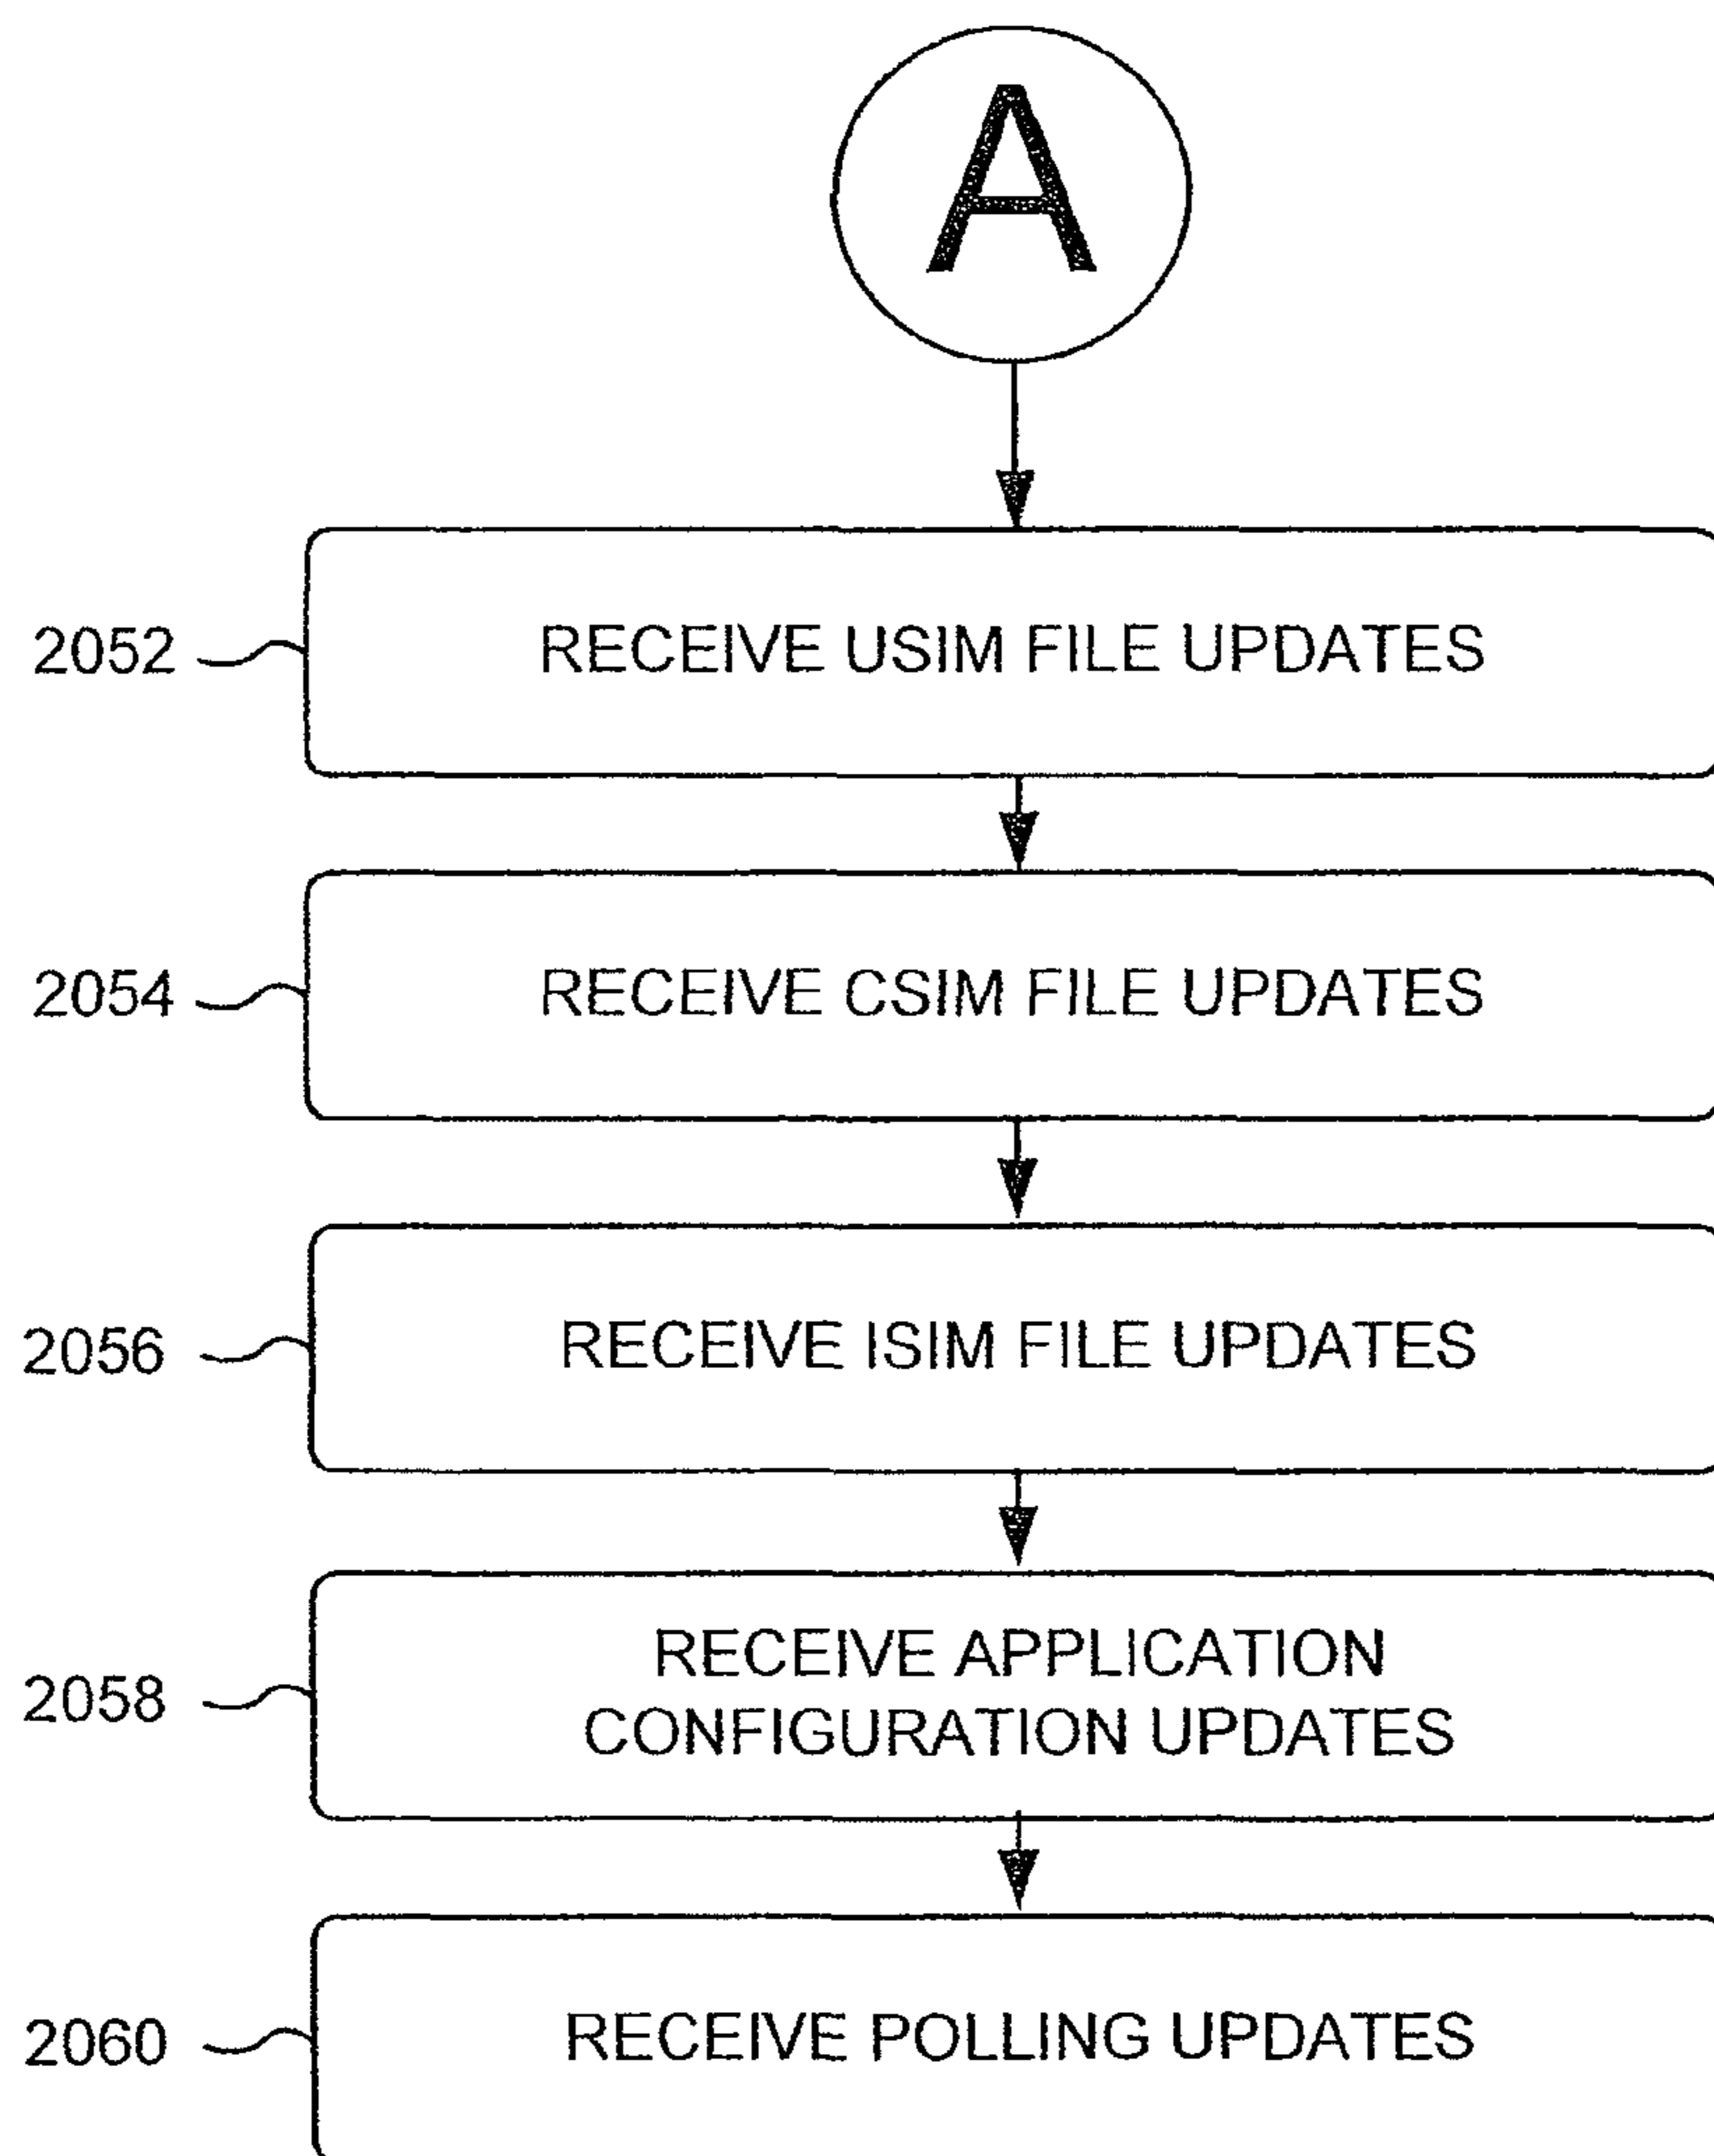 A
2052
RECEIVE USIM FILE UPDATES
2054
RECEIVE CSIM FILE UPDATES
2056
RECEIVE ISIM FILE UPDATES
2058
RECEIVE APPLICATION
CONFIGURATION UPDATES
2060
RECEIVE POLLING UPDATES